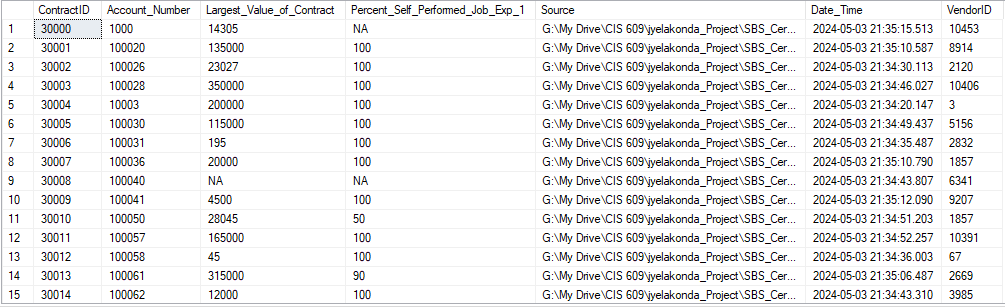 ContractID Account_Number Largest_Value_of_Contract Percent_Self_Performed_Job_Exp_1 Source Date_Time VendorID
1 30000 1000 14305 NA G:\My Drive\CIS 609\jyelakonda_Project\SBS_Cer... 2024-05-03 21:35:15.513 10453
2 30001 100020 135000 100 G:\My Drive\CIS 609\jyelakonda_Project\SBS_Cer... 2024-05-03 21:35:10.587 8914
3 30002 100026 23027 100 G:\My Drive\CIS 609\jyelakonda_Project\SBS_Cer... 2024-05-03 21:34:30.113 2120
4 30003 100028 350000 100 G:\My Drive\CIS 609\jyelakonda_Project\SBS_Cer... 2024-05-03 21:34:46.027 10406
5 30004 10003 200000 100 G:\My Drive\CIS 609\jyelakonda_Project\SBS_Cer... 2024-05-03 21:34:20.147 3
6 30005 100030 115000 100 G:\My Drive\CIS 609\jyelakonda_Project\SBS_Cer... 2024-05-03 21:34:49.437 5156
7 30006 100031 195 100 G:\My Drive\CIS 609\jyelakonda_Project\SBS_Cer... 2024-05-03 21:34:35.487 2832
8 30007 100036 20000 100 G:\My Drive\CIS 609\jyelakonda_Project\SBS_Cer... 2024-05-03 21:35:10.790 1857
9 30008 100040 NA NA G:\My Drive\CIS 609\jyelakonda_Project\SBS_Cer... 2024-05-03 21:34:43.807 6341
10 30009 100041 4500 100 G:\My Drive\CIS 609\jyelakonda_Project\SBS_Cer... 2024-05-03 21:35:12.090 9207
11 30010 100050 28045 50 G:\My Drive\CIS 609\jyelakonda_Project\SBS_Cer... 2024-05-03 21:34:51.203 1857
12 30011 100057 165000 100 G:\My Drive\CIS 609\jyelakonda_Project\SBS_Cer... 2024-05-03 21:34:52.257 10391
13 30012 100058 45 100 G:\My Drive\CIS 609\jyelakonda_Project\SBS_Cer... 2024-05-03 21:34:36.003 67
14 30013 100061 315000 90 G:\My Drive\CIS 609\jyelakonda_Project\SBS_Cer... 2024-05-03 21:35:06.487 2669
15 30014 100062 12000 100 G:\My Drive\CIS 609\jyelakonda_Project\SBS_Cer... 2024-05-03 21:34:43.310 3985